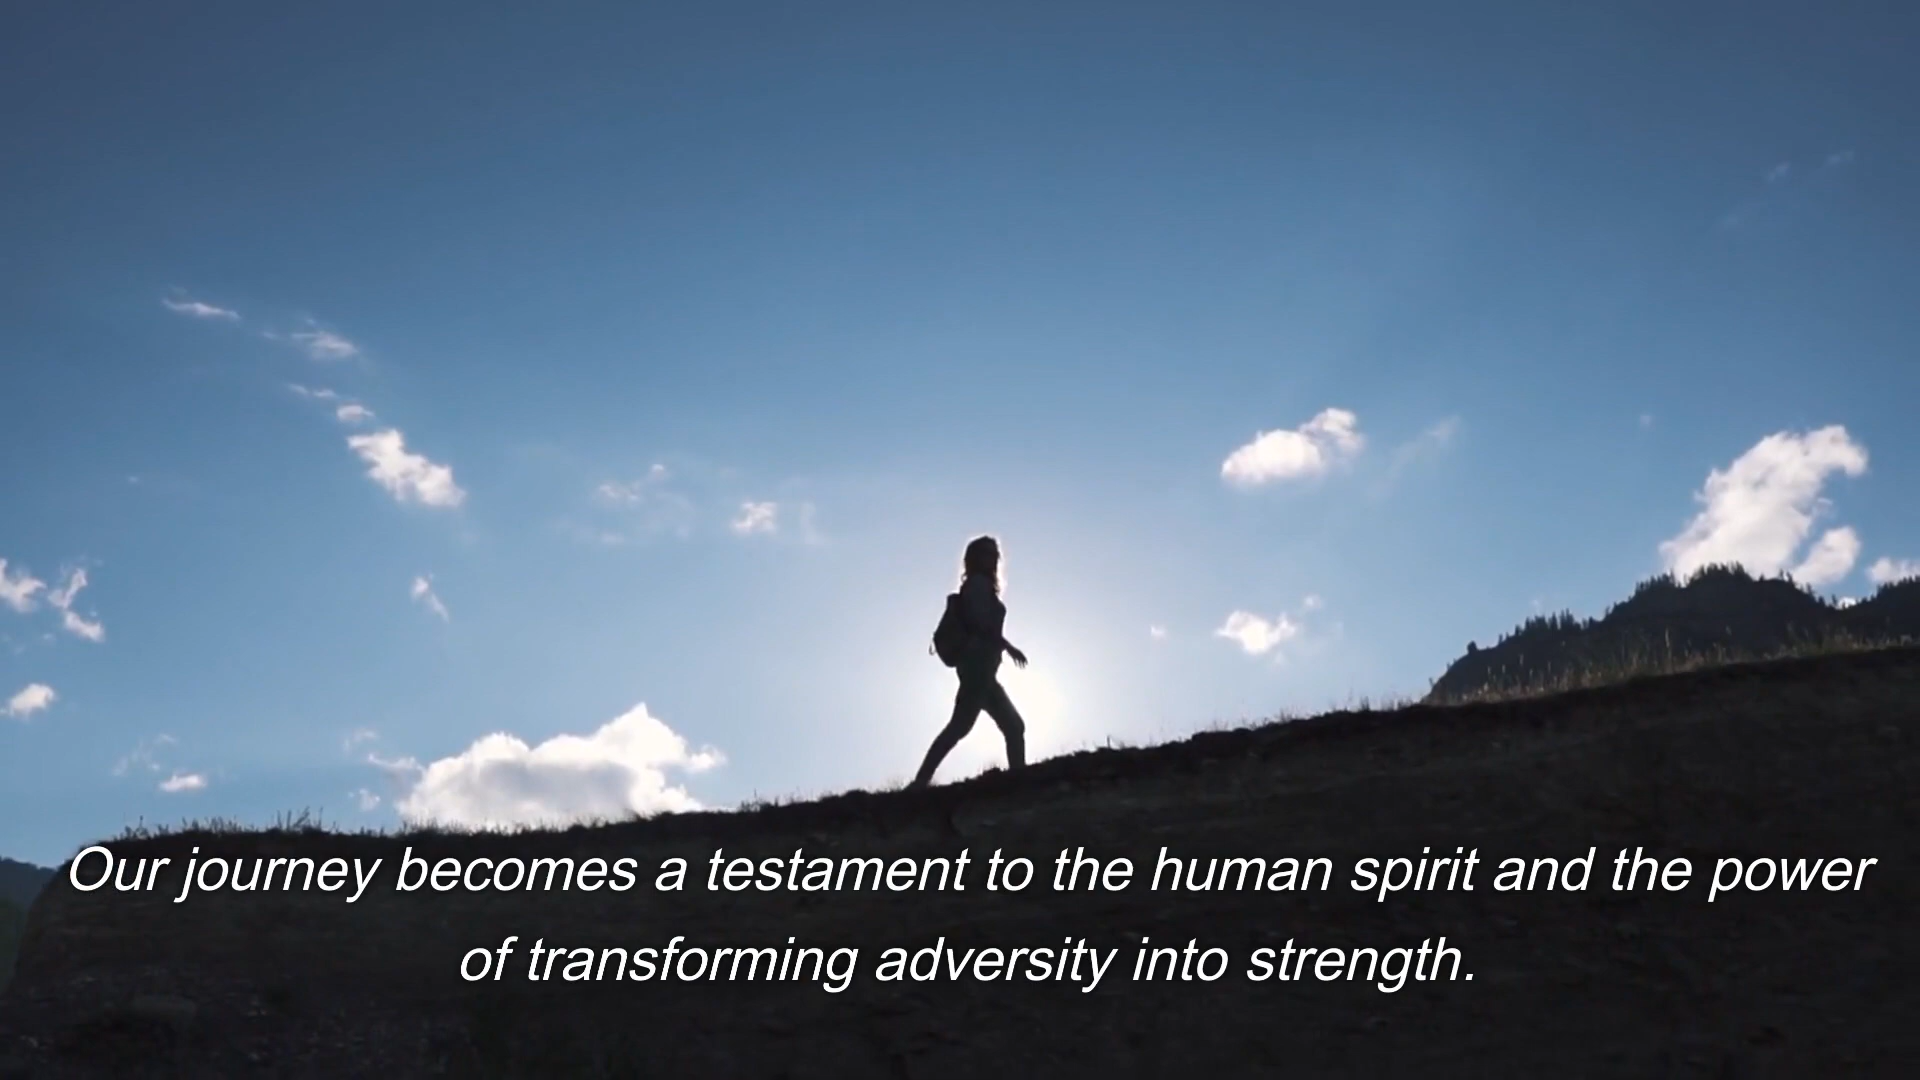 Our journey becomes a testament to the human spirit and the power
of transforming adversity into strength.